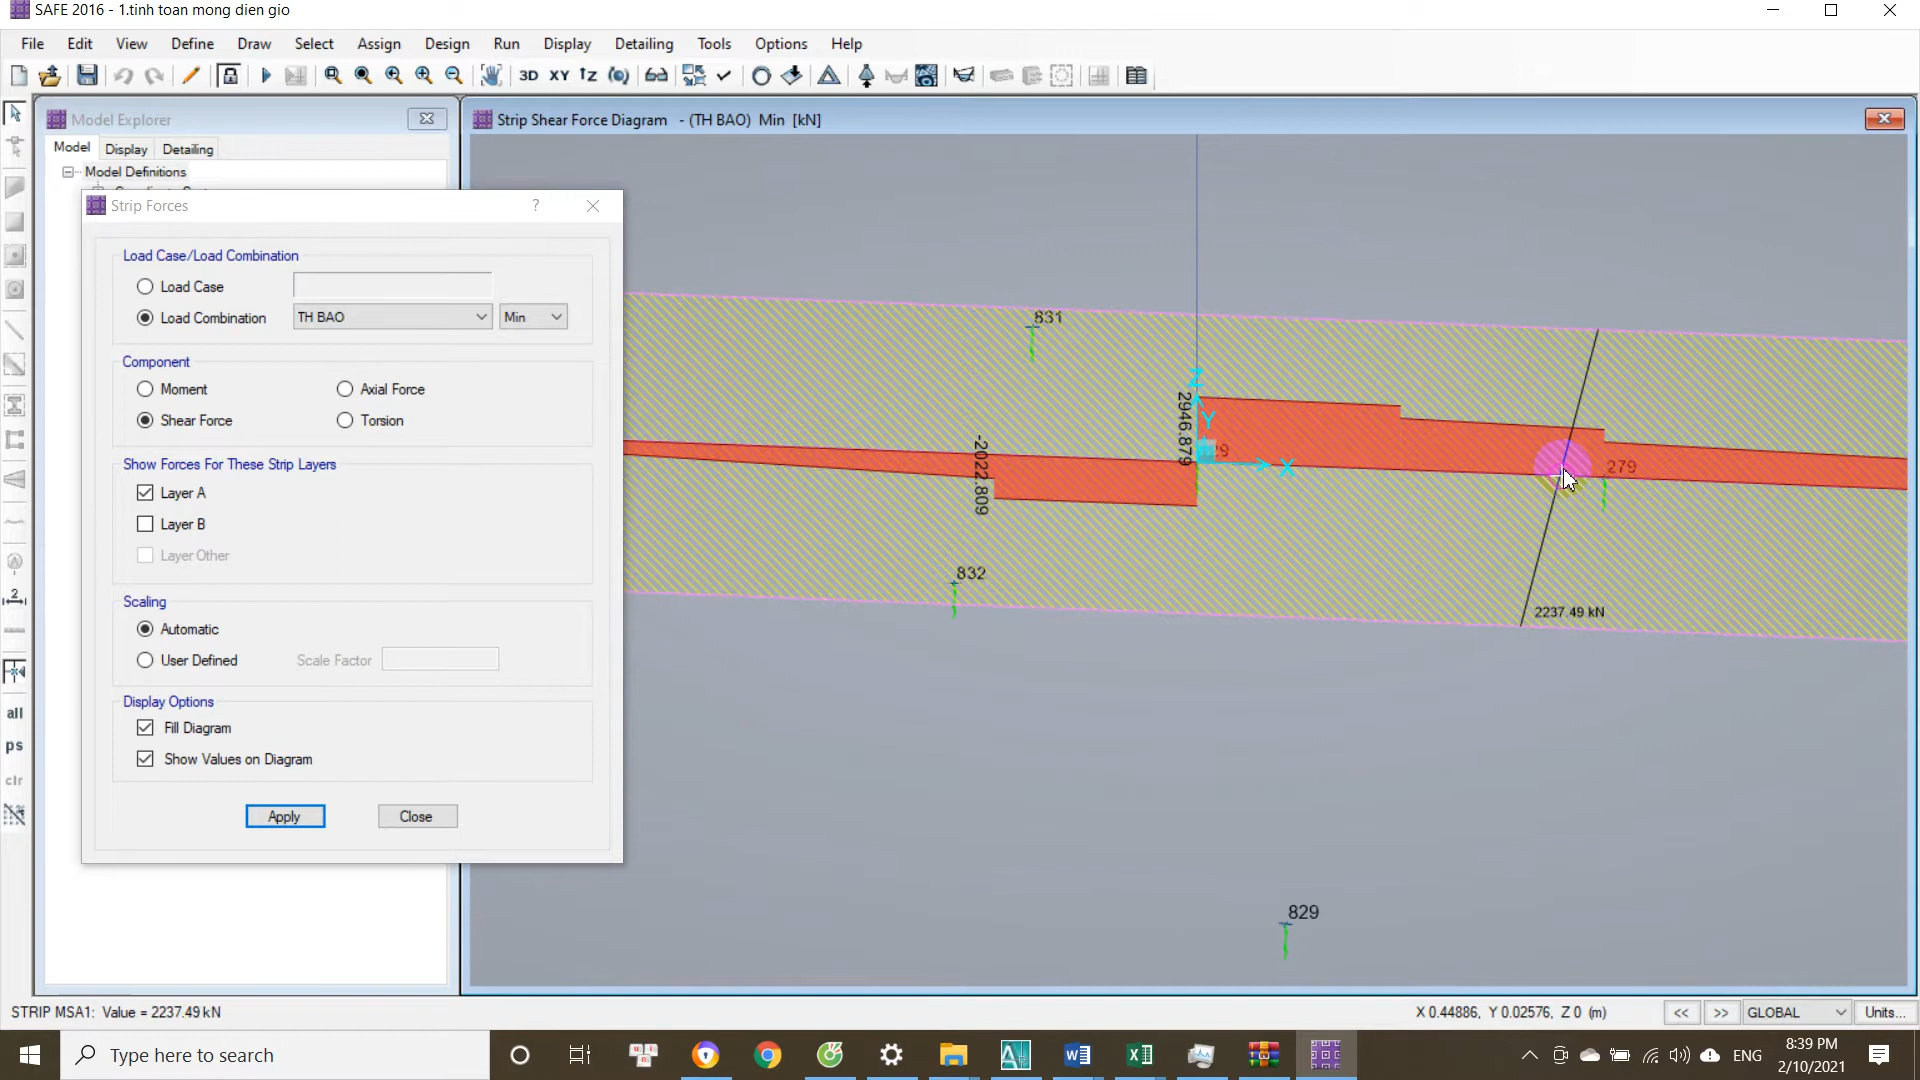 SAFE 2016 - 1.tinh toan mong dien gio
File Edit View Define Draw Select Assign Design Run Display Detailing Tools Options Help
3D XY
Model Explorer
Strip Shear Force Diagram - (TH BAO) Min [kN]
Model Display Detailing
Model Definitions
Strip Forces ?
Load Case/Load Combination
Load Case
Load Combination TH BAO Min
Component
Moment Axial Force
Shear Force Torsion
Show Forces For These Strip Layers
Layer A
Layer B
Layer Other
Scaling
Automatic
User Defined Scale Factor
Display Options
Fill Diagram
Show Values on Diagram
Apply Close
all
ps
clr
831
Z
Y
X
2946.879
-2022.809
279
832
2237.49 kN
829
STRIP MSA1: Value = 2237.49 kN
X 0.44886, Y 0.02576, Z 0 (m)
<< >> GLOBAL Units...
Type here to search
ENG
8:39 PM
2/10/2021